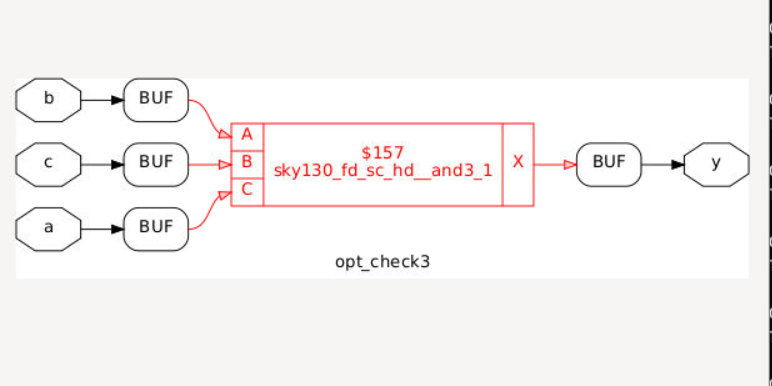 b
BUF
A
c
BUF
B
a
BUF
C
$157
sky130_fd_sc_hd__and3_1
X
BUF
y
opt_check3